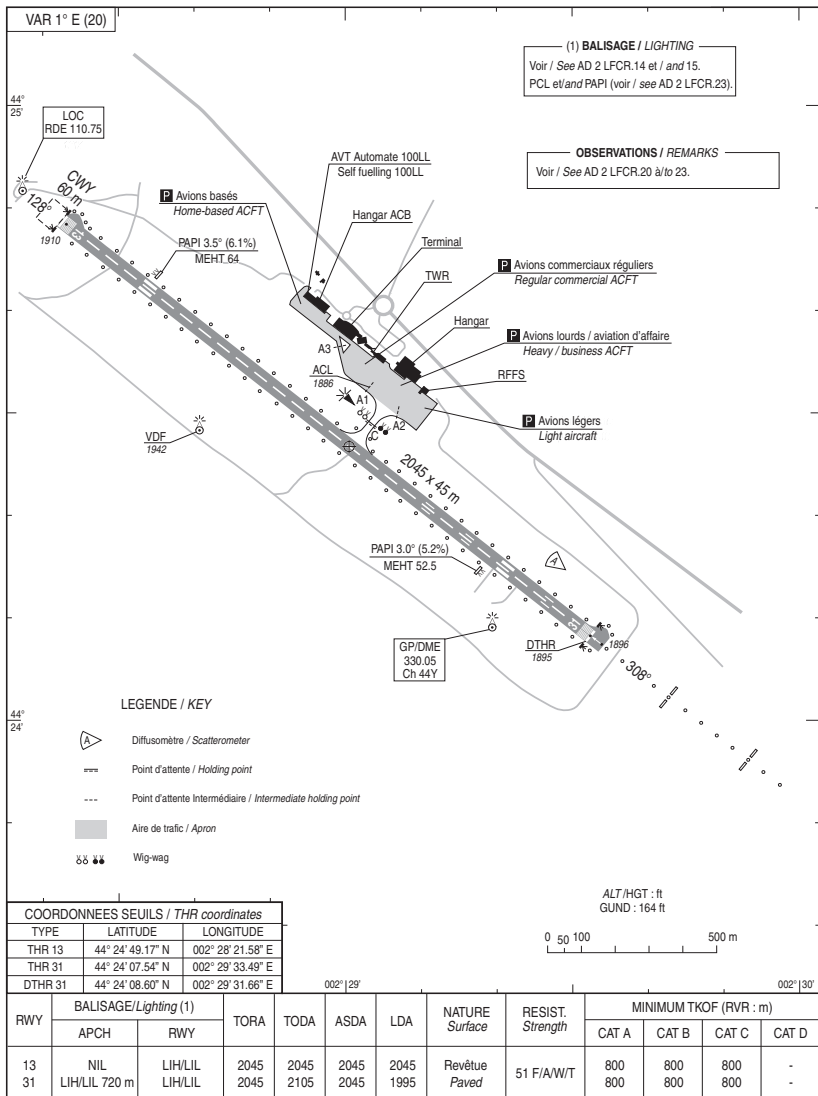 VAR 1° E (20)
(1) BALISAGE / LIGHTING
Voir / See AD 2 LFCR.14 et / and 15.
PCL et/and PAPI (voir / see AD 2 LFCR.23).
44°
25'
LOC
RDE 110.75
OBSERVATIONS / REMARKS
Voir / See AD 2 LFCR.20 à/to 23.
AVT Automate 100LL
Self fuelling 100LL
CWY
60 m
128°
1910
P Avions basés
Home-based ACFT
Hangar ACB
PAPI 3.5° (6.1%)
MEHT 64
Terminal
TWR
P Avions commerciaux réguliers
Regular commercial ACFT
Hangar
P Avions lourds / aviation d'affaire
Heavy / business ACFT
RFFS
A3
ACL
1886
A1
A2
C
P Avions légers
Light aircraft
VDF
1942
2045 x 45 m
PAPI 3.0° (5.2%)
MEHT 52.5
A
GP/DME
330.05
Ch 44Y
DTHR
1895
1896
308°
44°
24'
LEGENDE / KEY
A Diffusomètre / Scatterometer
Point d'attente / Holding point
Point d'attente Intermédiaire / Intermediate holding point
Aire de trafic / Apron
Wig-wag
ALT/HGT : ft
GUND : 164 ft
0 50 100 500 m
COORDONNEES SEUILS / THR coordinates
TYPE LATITUDE LONGITUDE
THR 13 44° 24' 49.17" N 002° 28' 21.58" E
THR 31 44° 24' 07.54" N 002° 29' 33.49" E
DTHR 31 44° 24' 08.60" N 002° 29' 31.66" E
002° 29' 002° 30'
RWY BALISAGE/Lighting (1) TORA TODA ASDA LDA NATURE Surface RESIST. Strength MINIMUM TKOF (RVR : m)
APCH RWY CAT A CAT B CAT C CAT D
13 NIL LIH/LIL 2045 2045 2045 2045 Revêtue 51 F/A/W/T 800 800 800 -
31 LIH/LIL 720 m LIH/LIL 2045 2105 2045 1995 Paved 800 800 800 -